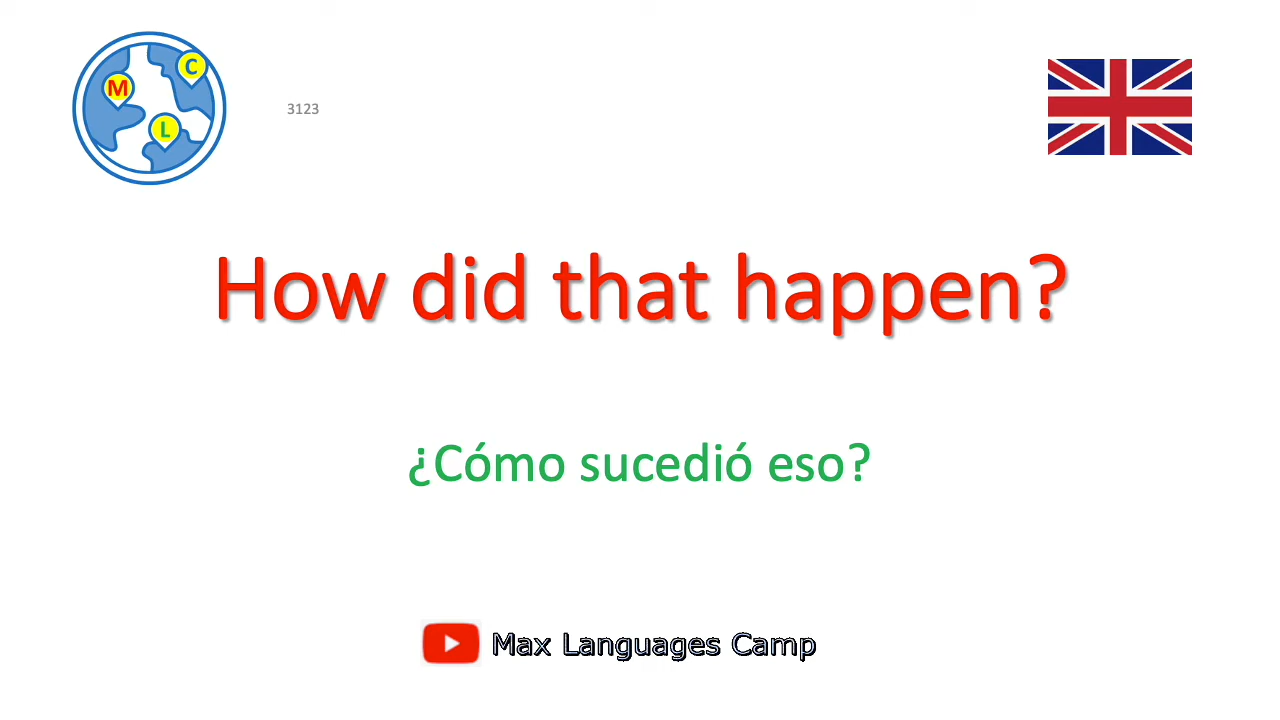 C
M
L
3123
How did that happen?
¿Cómo sucedió eso?
Max Languages Camp